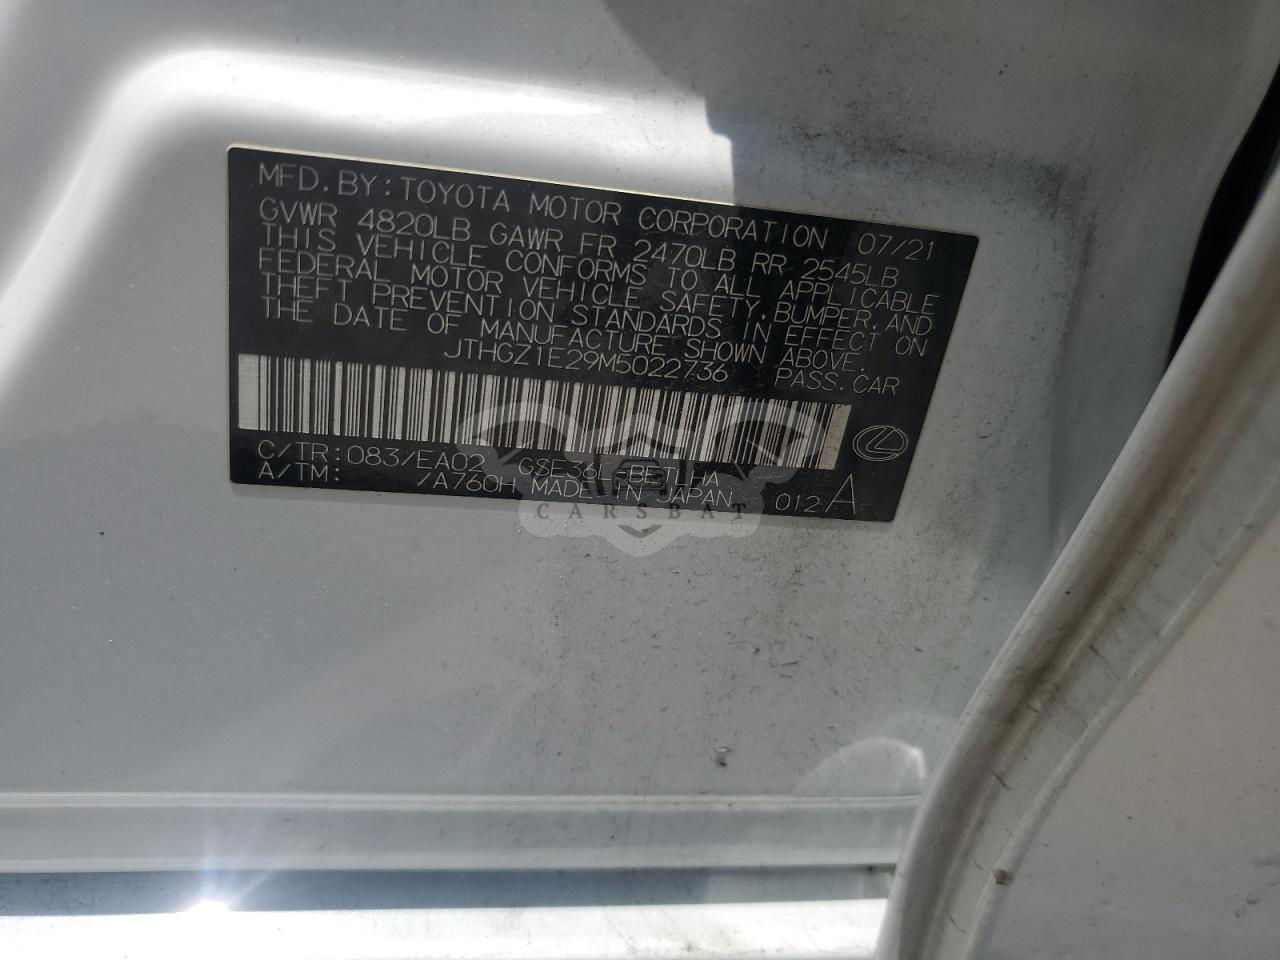 MFD.BY:TOYOTA MOTOR CORPORATION 07/21
GVWR 4820LB GAWR FR 2470LB RR 2545LB
THIS VEHICLE CONFORMS TO ALL APPLICABLE
FEDERAL MOTOR VEHICLE SAFETY,BUMPER,AND
THEFT PREVENTION STANDARDS IN EFFECT ON
THE DATE OF MANUFACTURE SHOWN ABOVE.
JTHGZ1E29M5022736 PASS.CAR
C/TR:083/EA02 GSE36L-BETLHA
A/TM: /A760H MADE IN JAPAN 012A
CARSBAT